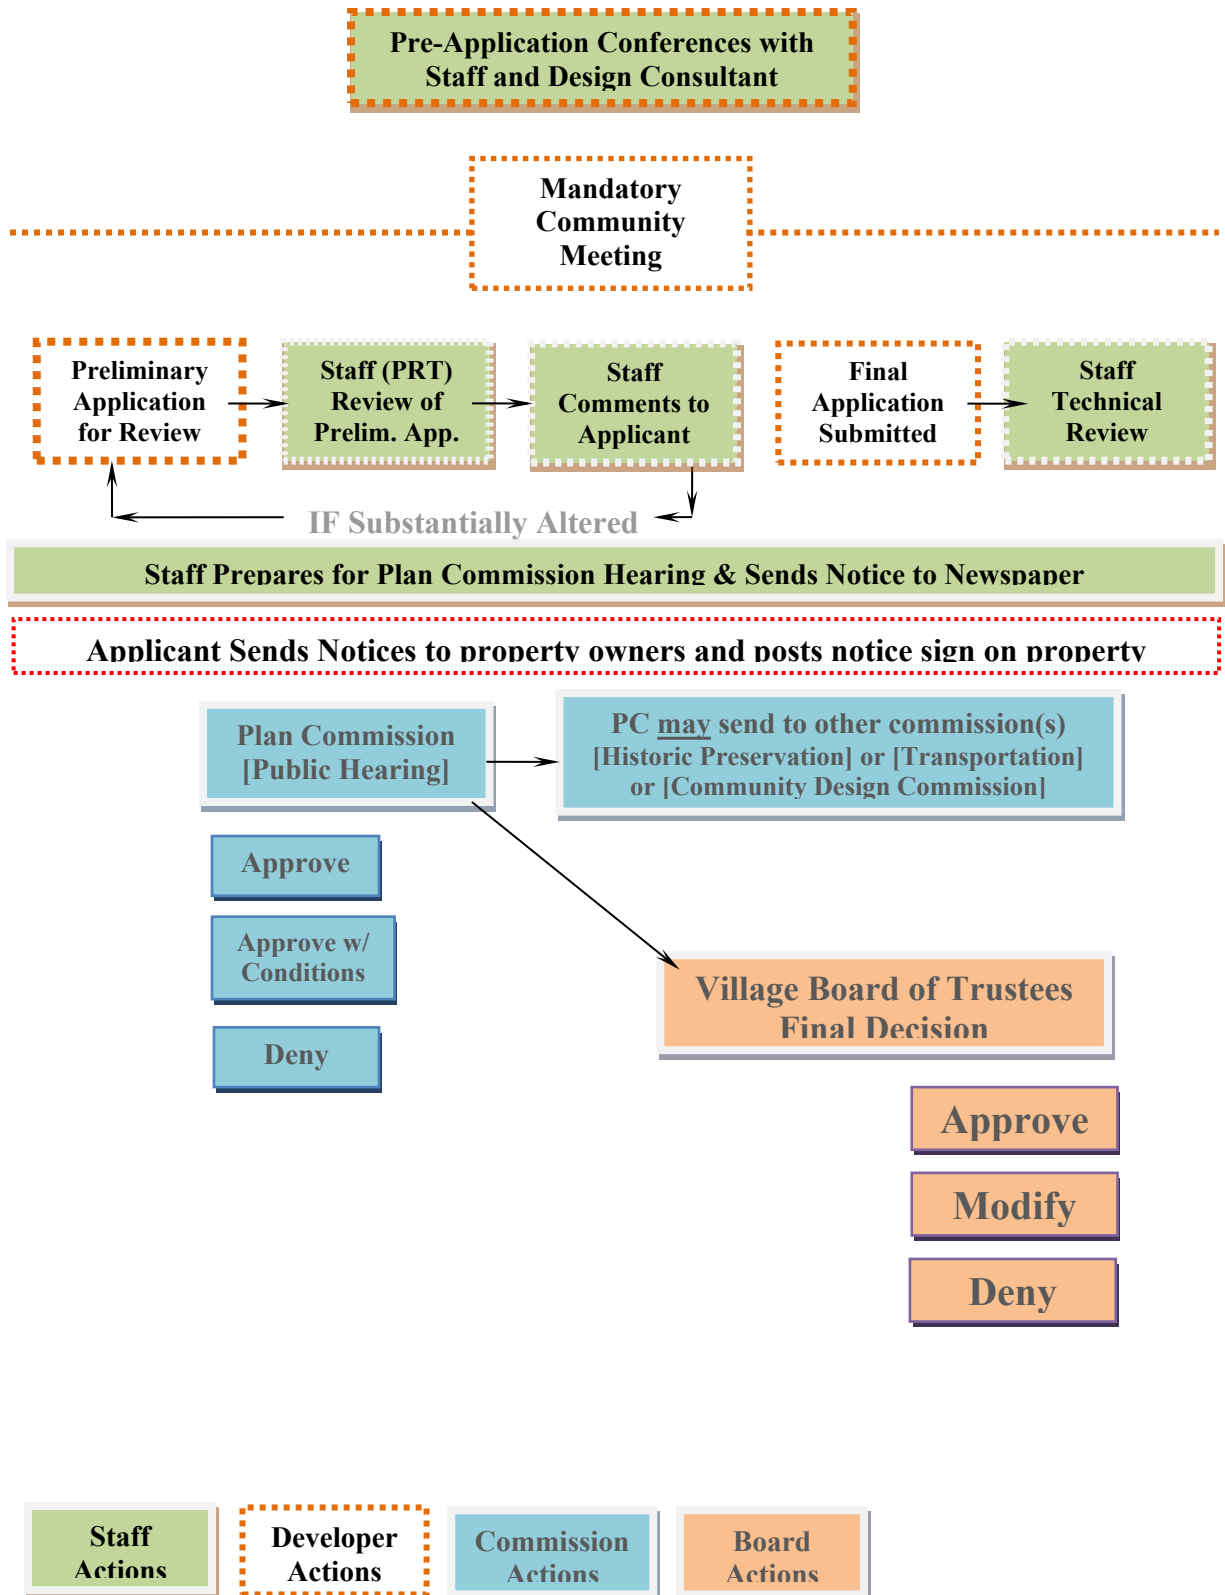 Pre-Application Conferences with
Staff and Design Consultant
Mandatory
Community
Meeting
Preliminary
Application
for Review
Staff (PRT)
Review of
Prelim. App.
Staff
Comments to
Applicant
Final
Application
Submitted
Staff
Technical
Review
IF Substantially Altered
Staff Prepares for Plan Commission Hearing & Sends Notice to Newspaper
Applicant Sends Notices to property owners and posts notice sign on property
Plan Commission
[Public Hearing]
PC may send to other commission(s)
[Historic Preservation] or [Transportation]
or [Community Design Commission]
Approve
Approve w/
Conditions
Deny
Village Board of Trustees
Final Decision
Approve
Modify
Deny
Staff
Actions
Developer
Actions
Commission
Actions
Board
Actions